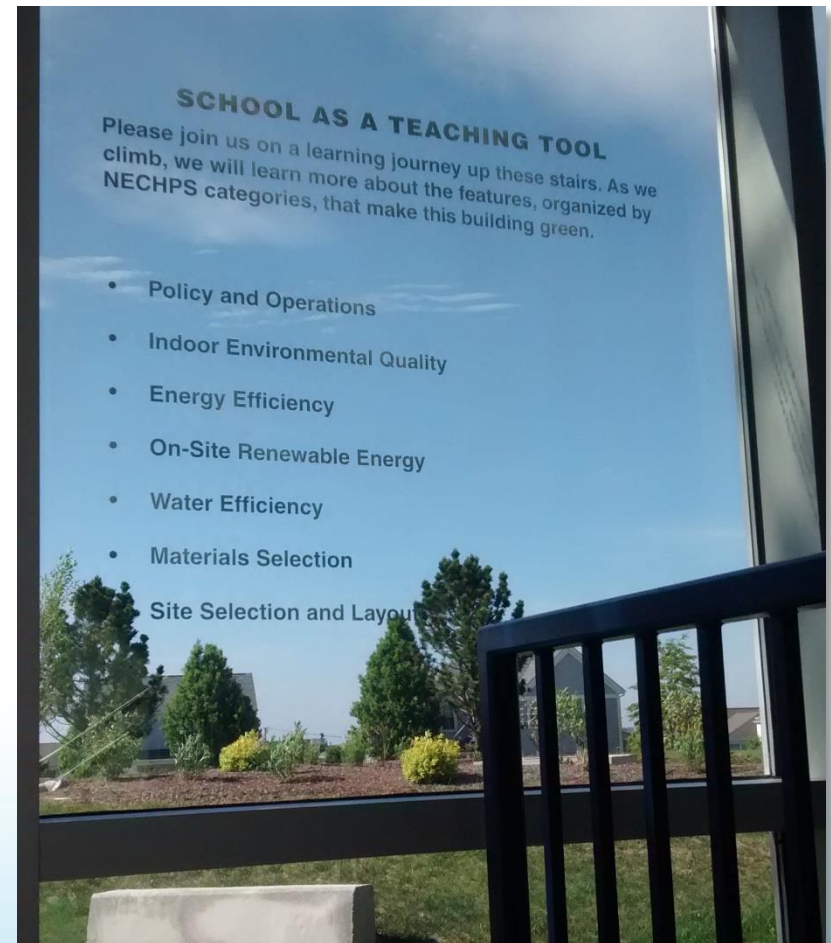 SCHOOL AS A TEACHING TOOL
Please join us on a learning journey up these stairs. As we
climb, we will learn more about the features, organized by
NECHPS categories, that make this building green.
• Policy and Operations
• Indoor Environmental Quality
• Energy Efficiency
• On-Site Renewable Energy
• Water Efficiency
• Materials Selection
Site Selection and Layout